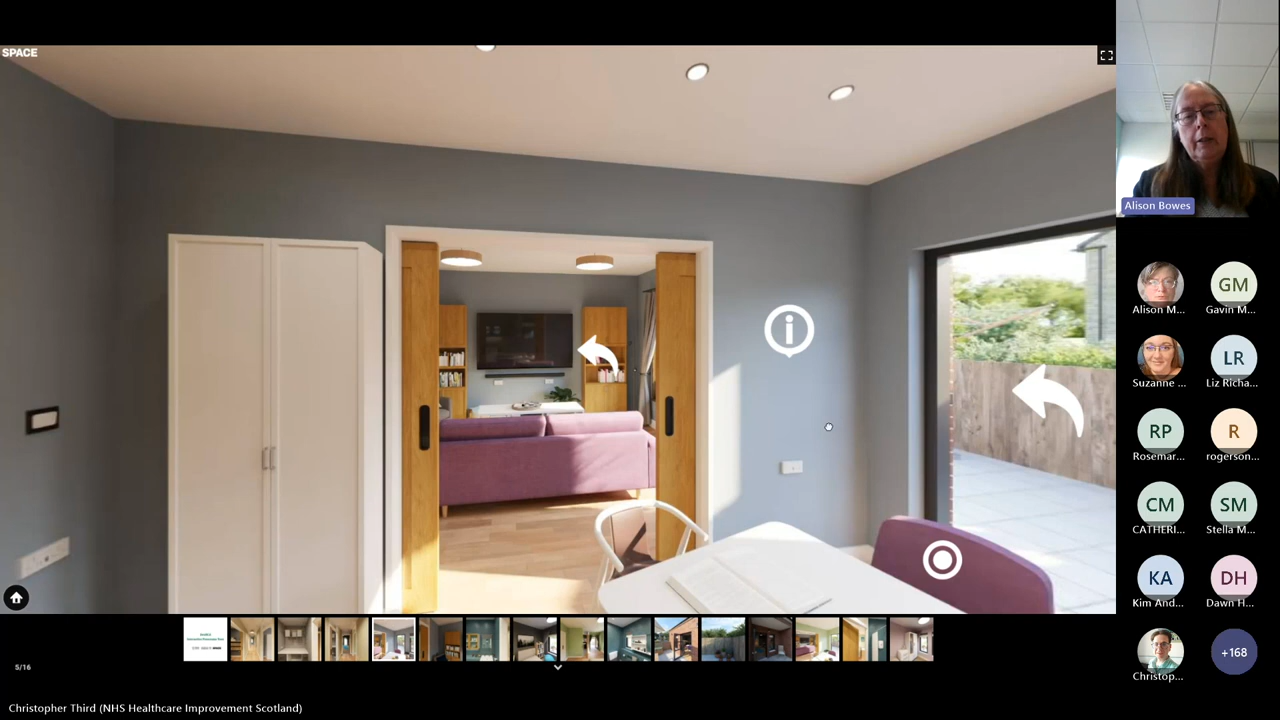 SPACE
Alison Bowes
GM
Alison M...
Gavin M...
LR
Suzanne ...
Liz Richa...
RP
R
Rosemar...
rogerson...
CM
SM
CATHERI...
Stella M...
KA
DH
Kim And...
Dawn H...
Christop...
+168
5/16
Christopher Third (NHS Healthcare Improvement Scotland)